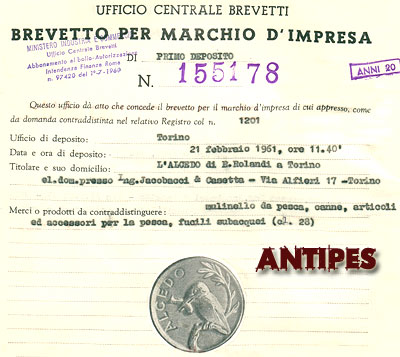 UFFICIO CENTRALE BREVETTI
BREVETTO PER MARCHIO D'IMPRESA
MINISTERO INDUSTRIA E COMMERCIO
Ufficio Centrale Brevetti
Abbonamento al bollo-Autorizzazione
Intendenza Finanze Roma
n. 97420 del 1°-7-1960
DI PRIMO DEPOSITO
N. 155178
ANNI 20
Questo ufficio dà atto che concede il brevetto per il marchio d'impresa di cui appresso, come
da domanda contraddistinta nel relativo Registro col n. 1201
Ufficio di deposito: Torino
Data e ora di deposito: 21 febbraio 1961, ore 11.40'
Titolare e suo domicilio: L'ALCEDO di E.Rolandi a Torino
el.dom.presso Ing.Jacobacci & Casetta - Via Alfieri 17 -Torino
Merci o prodotti da contraddistinguere: mulinello da pesca, canne, articoli
ed accessori per la pesca, fucili subacquei (cl. 28)
ANTIPES
ALCEDO